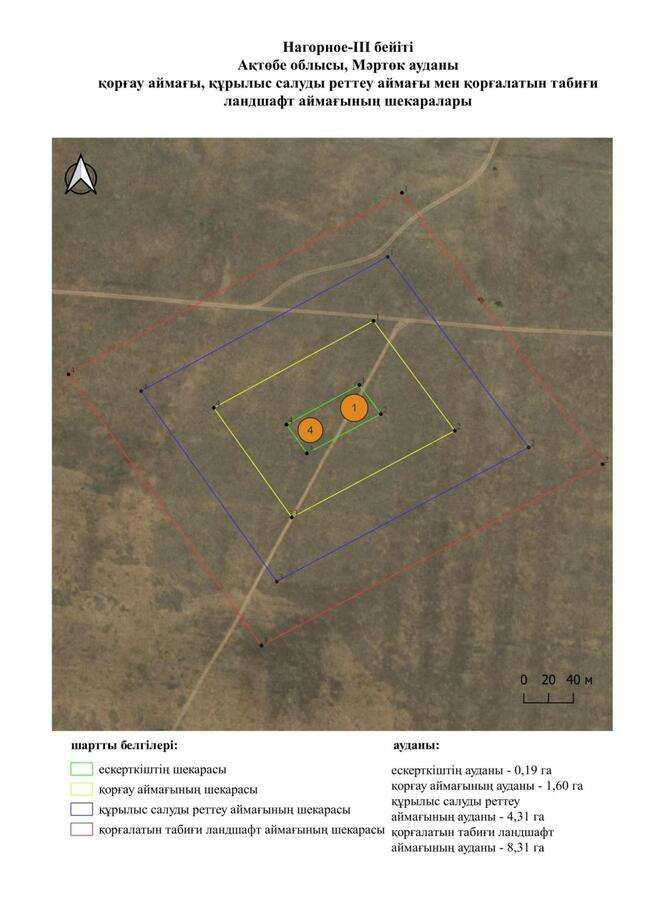 Нагорное-III бейіті
Ақтөбе облысы, Мәртөк ауданы
қорғау аймағы, құрылыс салуды реттеу аймағы мен қорғалатын табиғи
ландшафт аймағының шекаралары
1
4
0 20 40 м
шартты белгілері:
ескерткіштің шекарасы
қорғау аймағының шекарасы
құрылыс салуды реттеу аймағының шекарасы
қорғалатын табиғи ландшафт аймағының шекарасы
ауданы:
ескерткіштің ауданы - 0,19 га
қорғау аймағының ауданы - 1,60 га
құрылыс салуды реттеу
аймағының ауданы - 4,31 га
қорғалатын табиғи ландшафт
аймағының ауданы - 8,31 га